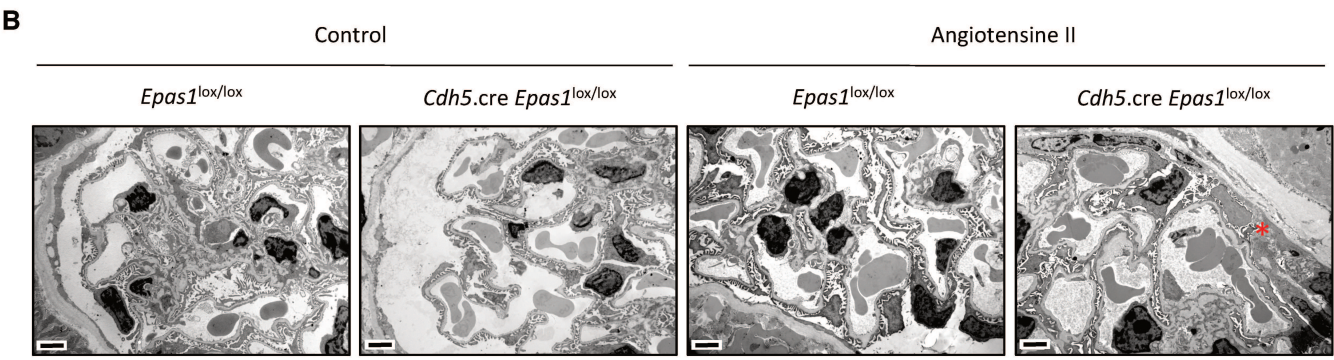 B
Control Angiotensine II
Epas1lox/lox Cdh5.cre Epas1lox/lox Epas1lox/lox Cdh5.cre Epas1lox/lox
*